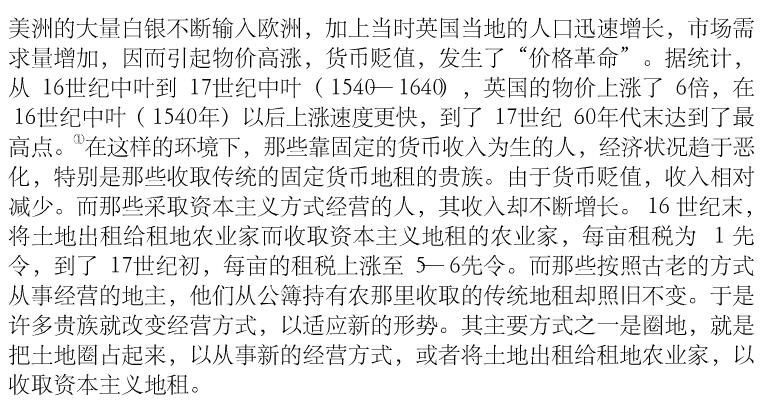 美洲的大量白银不断输入欧洲，加上当时英国当地的人口迅速增长，市场需
求量增加，因而引起物价高涨，货币贬值，发生了“价格革命”。据统计，
从 16世纪中叶到 17世纪中叶（1540—1640），英国的物价上涨了 6倍，在
16世纪中叶（1540年）以后上涨速度更快，到了 17世纪 60年代末达到了最
高点。①在这样的环境下，那些靠固定的货币收入为生的人，经济状况趋于恶
化，特别是那些收取传统的固定货币地租的贵族。由于货币贬值，收入相对
减少。而那些采取资本主义方式经营的人，其收入却不断增长。16 世纪末，
将土地出租给租地农业家而收取资本主义地租的农业家，每亩租税为 1 先
令，到了 17世纪初，每亩的租税上涨至 5—6先令。而那些按照古老的方式
从事经营的地主，他们从公簿持有农那里收取的传统地租却照旧不变。于是
许多贵族就改变经营方式，以适应新的形势。其主要方式之一是圈地，就是
把土地圈占起来，以从事新的经营方式，或者将土地出租给租地农业家，以
收取资本主义地租。